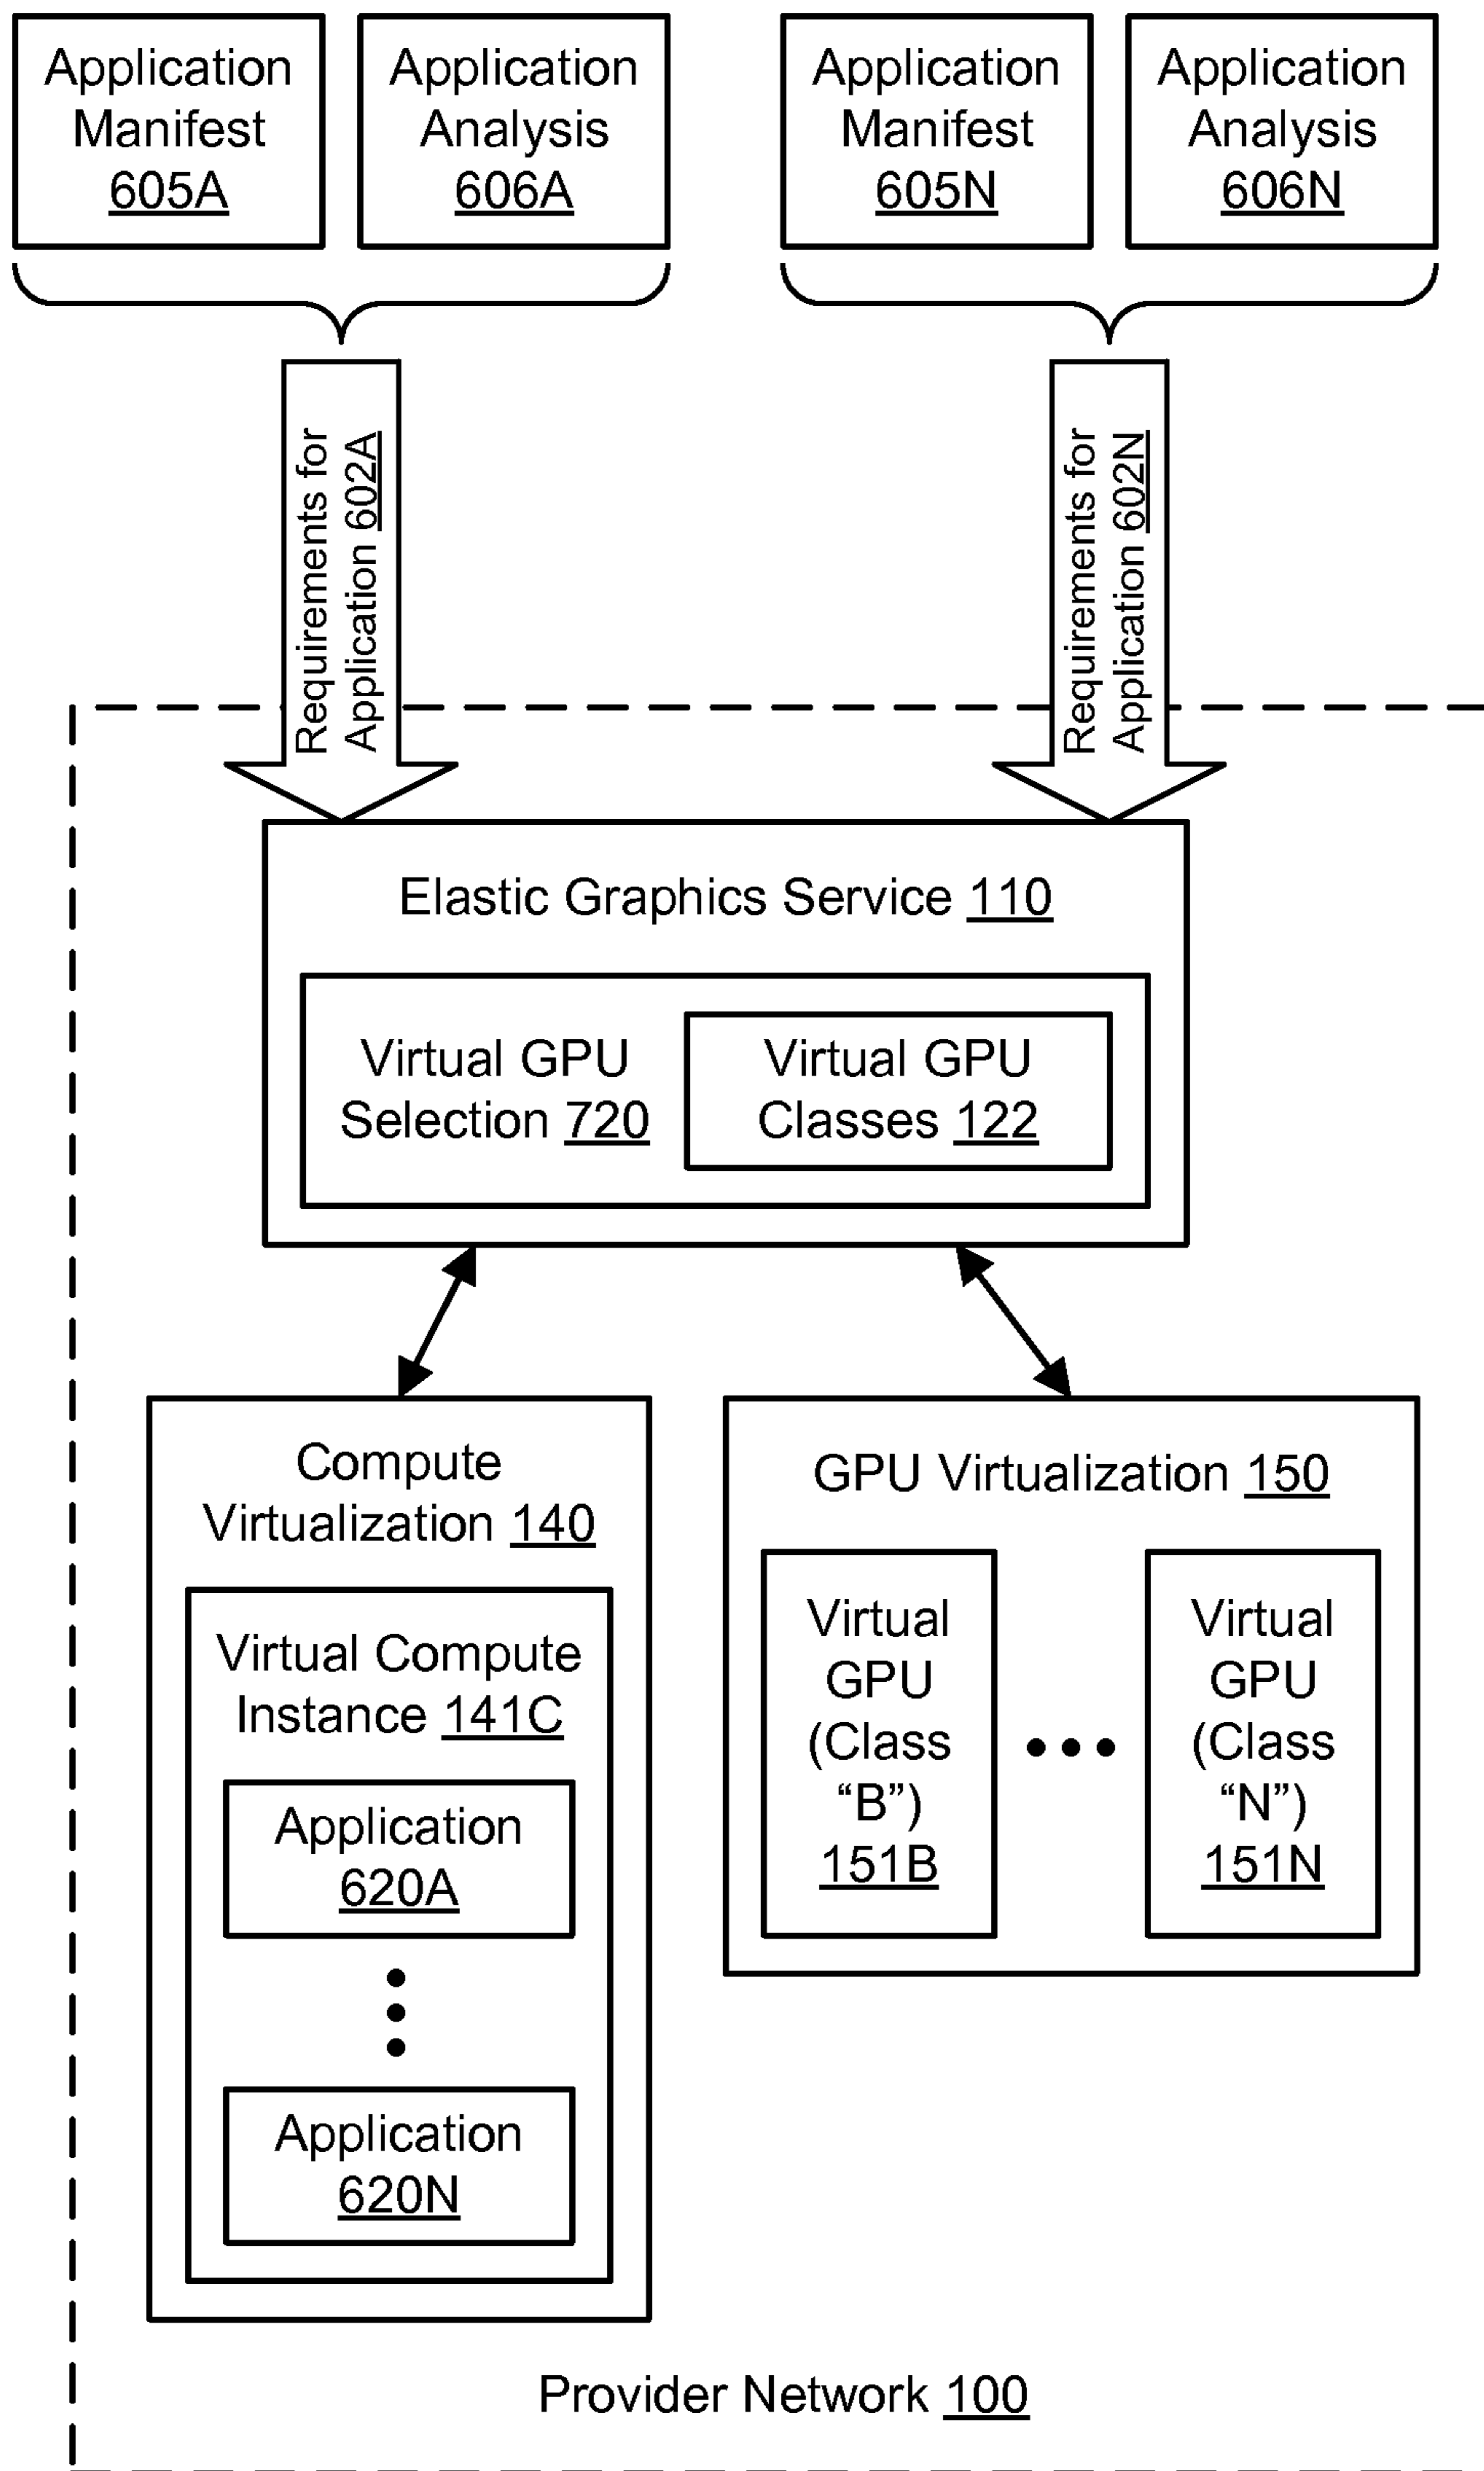 Application
Manifest
605A
Application
Analysis
606A
Application
Manifest
605N
Application
Analysis
606N
Requirements for
Application 602A
Requirements for
Application 602N
Elastic Graphics Service 110
Virtual GPU
Selection 720
Virtual GPU
Classes 122
Compute
Virtualization 140
Virtual Compute
Instance 141C
Application
620A
Application
620N
GPU Virtualization 150
Virtual
GPU
(Class
“B”)
151B
Virtual
GPU
(Class
“N”)
151N
Provider Network 100